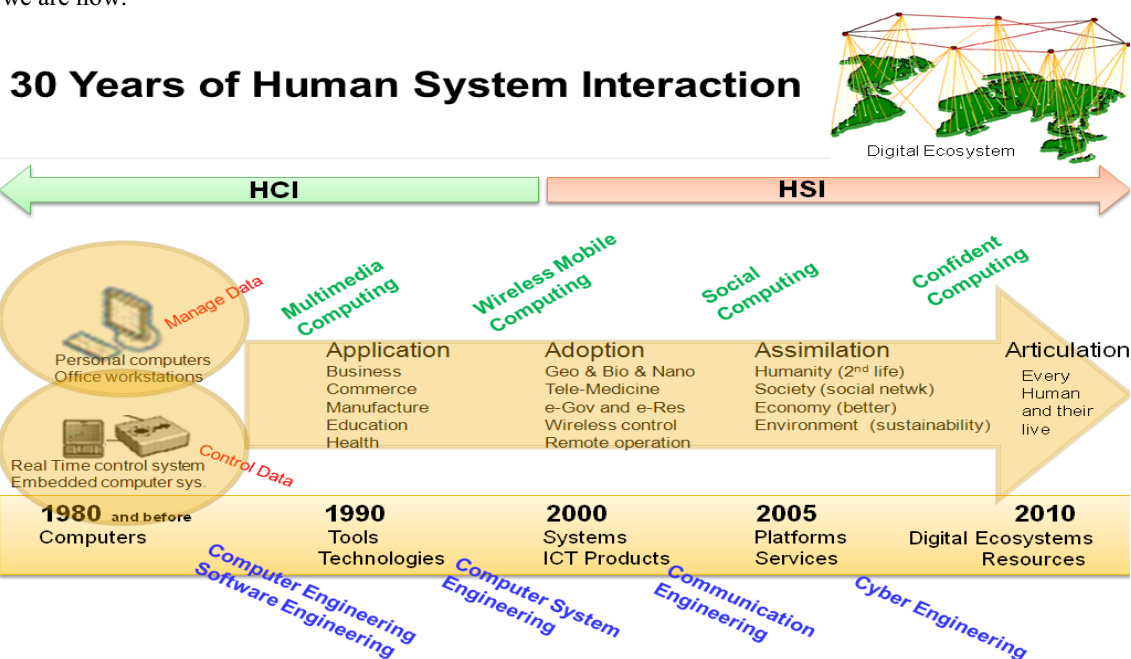 we are now.
30 Years of Human System Interaction
Digital Ecosystem
HCI
HSI
Manage Data
Multimedia
Computing
Wireless Mobile
Computing
Social
Computing
Confident
Computing
Personal computers
Office workstations
Real Time control system
Embedded computer sys.
Control Data
Application
Business
Commerce
Manufacture
Education
Health
Adoption
Geo & Bio & Nano
Tele-Medicine
e-Gov and e-Res
Wireless control
Remote operation
Assimilation
Humanity (2nd life)
Society (social netwk)
Economy (better)
Environment (sustainability)
Articulation
Every
Human
and their
live
1980 and before
Computers
1990
Tools
Technologies
2000
Systems
ICT Products
2005
Platforms
Services
2010
Digital Ecosystems
Resources
Computer Engineering
Software Engineering
Computer System
Engineering
Communication
Engineering
Cyber Engineering